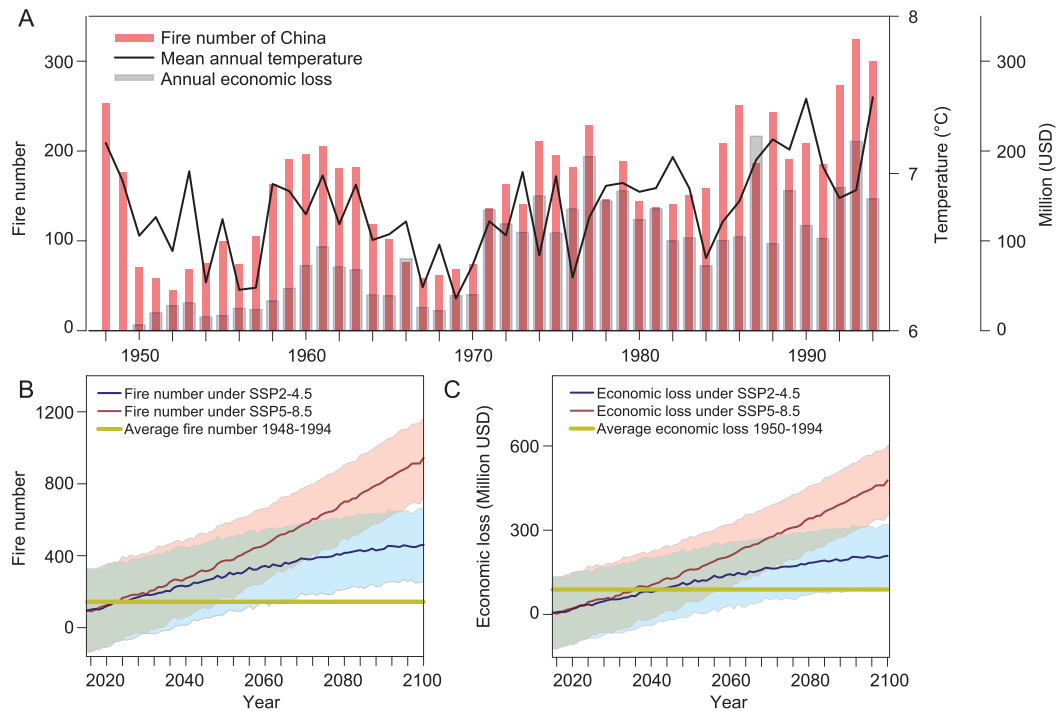 A
Fire number of China
Mean annual temperature
Annual economic loss
Fire number
300
200
100
0
1950
1960
1970
1980
1990
8
7
6
Temperature (°C)
300
200
100
0
Million (USD)
B
Fire number under SSP2-4.5
Fire number under SSP5-8.5
Average fire number 1948-1994
Fire number
1200
800
400
0
2020
2040
2060
2080
2100
Year
C
Economic loss under SSP2-4.5
Economic loss under SSP5-8.5
Average economic loss 1950-1994
Economic loss (Million USD)
600
300
0
2020
2040
2060
2080
2100
Year